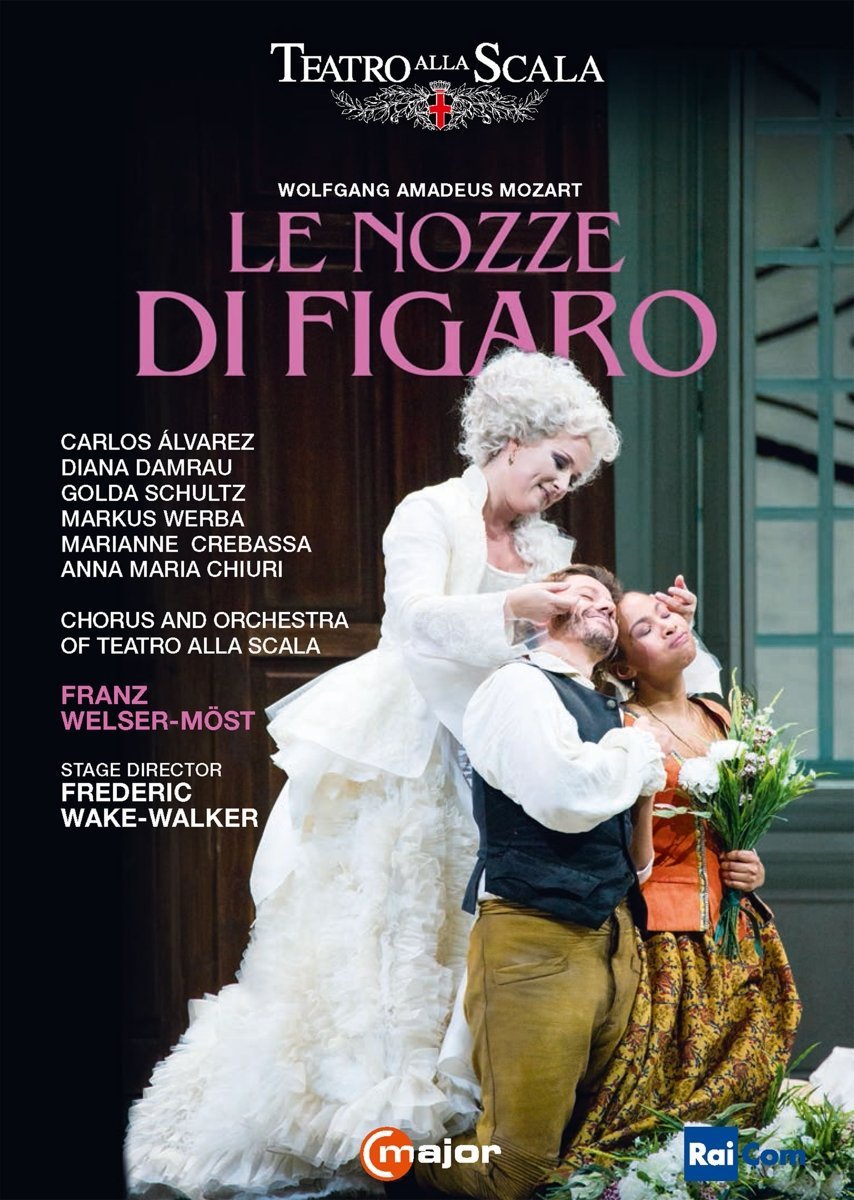 TEATRO ALLA SCALA
WOLFGANG AMADEUS MOZART
LE NOZZE
DI FIGARO
CARLOS ÁLVAREZ
DIANA DAMRAU
GOLDA SCHULTZ
MARKUS WERBA
MARIANNE CREBASSA
ANNA MARIA CHIURI
CHORUS AND ORCHESTRA
OF TEATRO ALLA SCALA
FRANZ
WELSER-MÖST
STAGE DIRECTOR
FREDERIC
WAKE-WALKER
C major
Rai Com